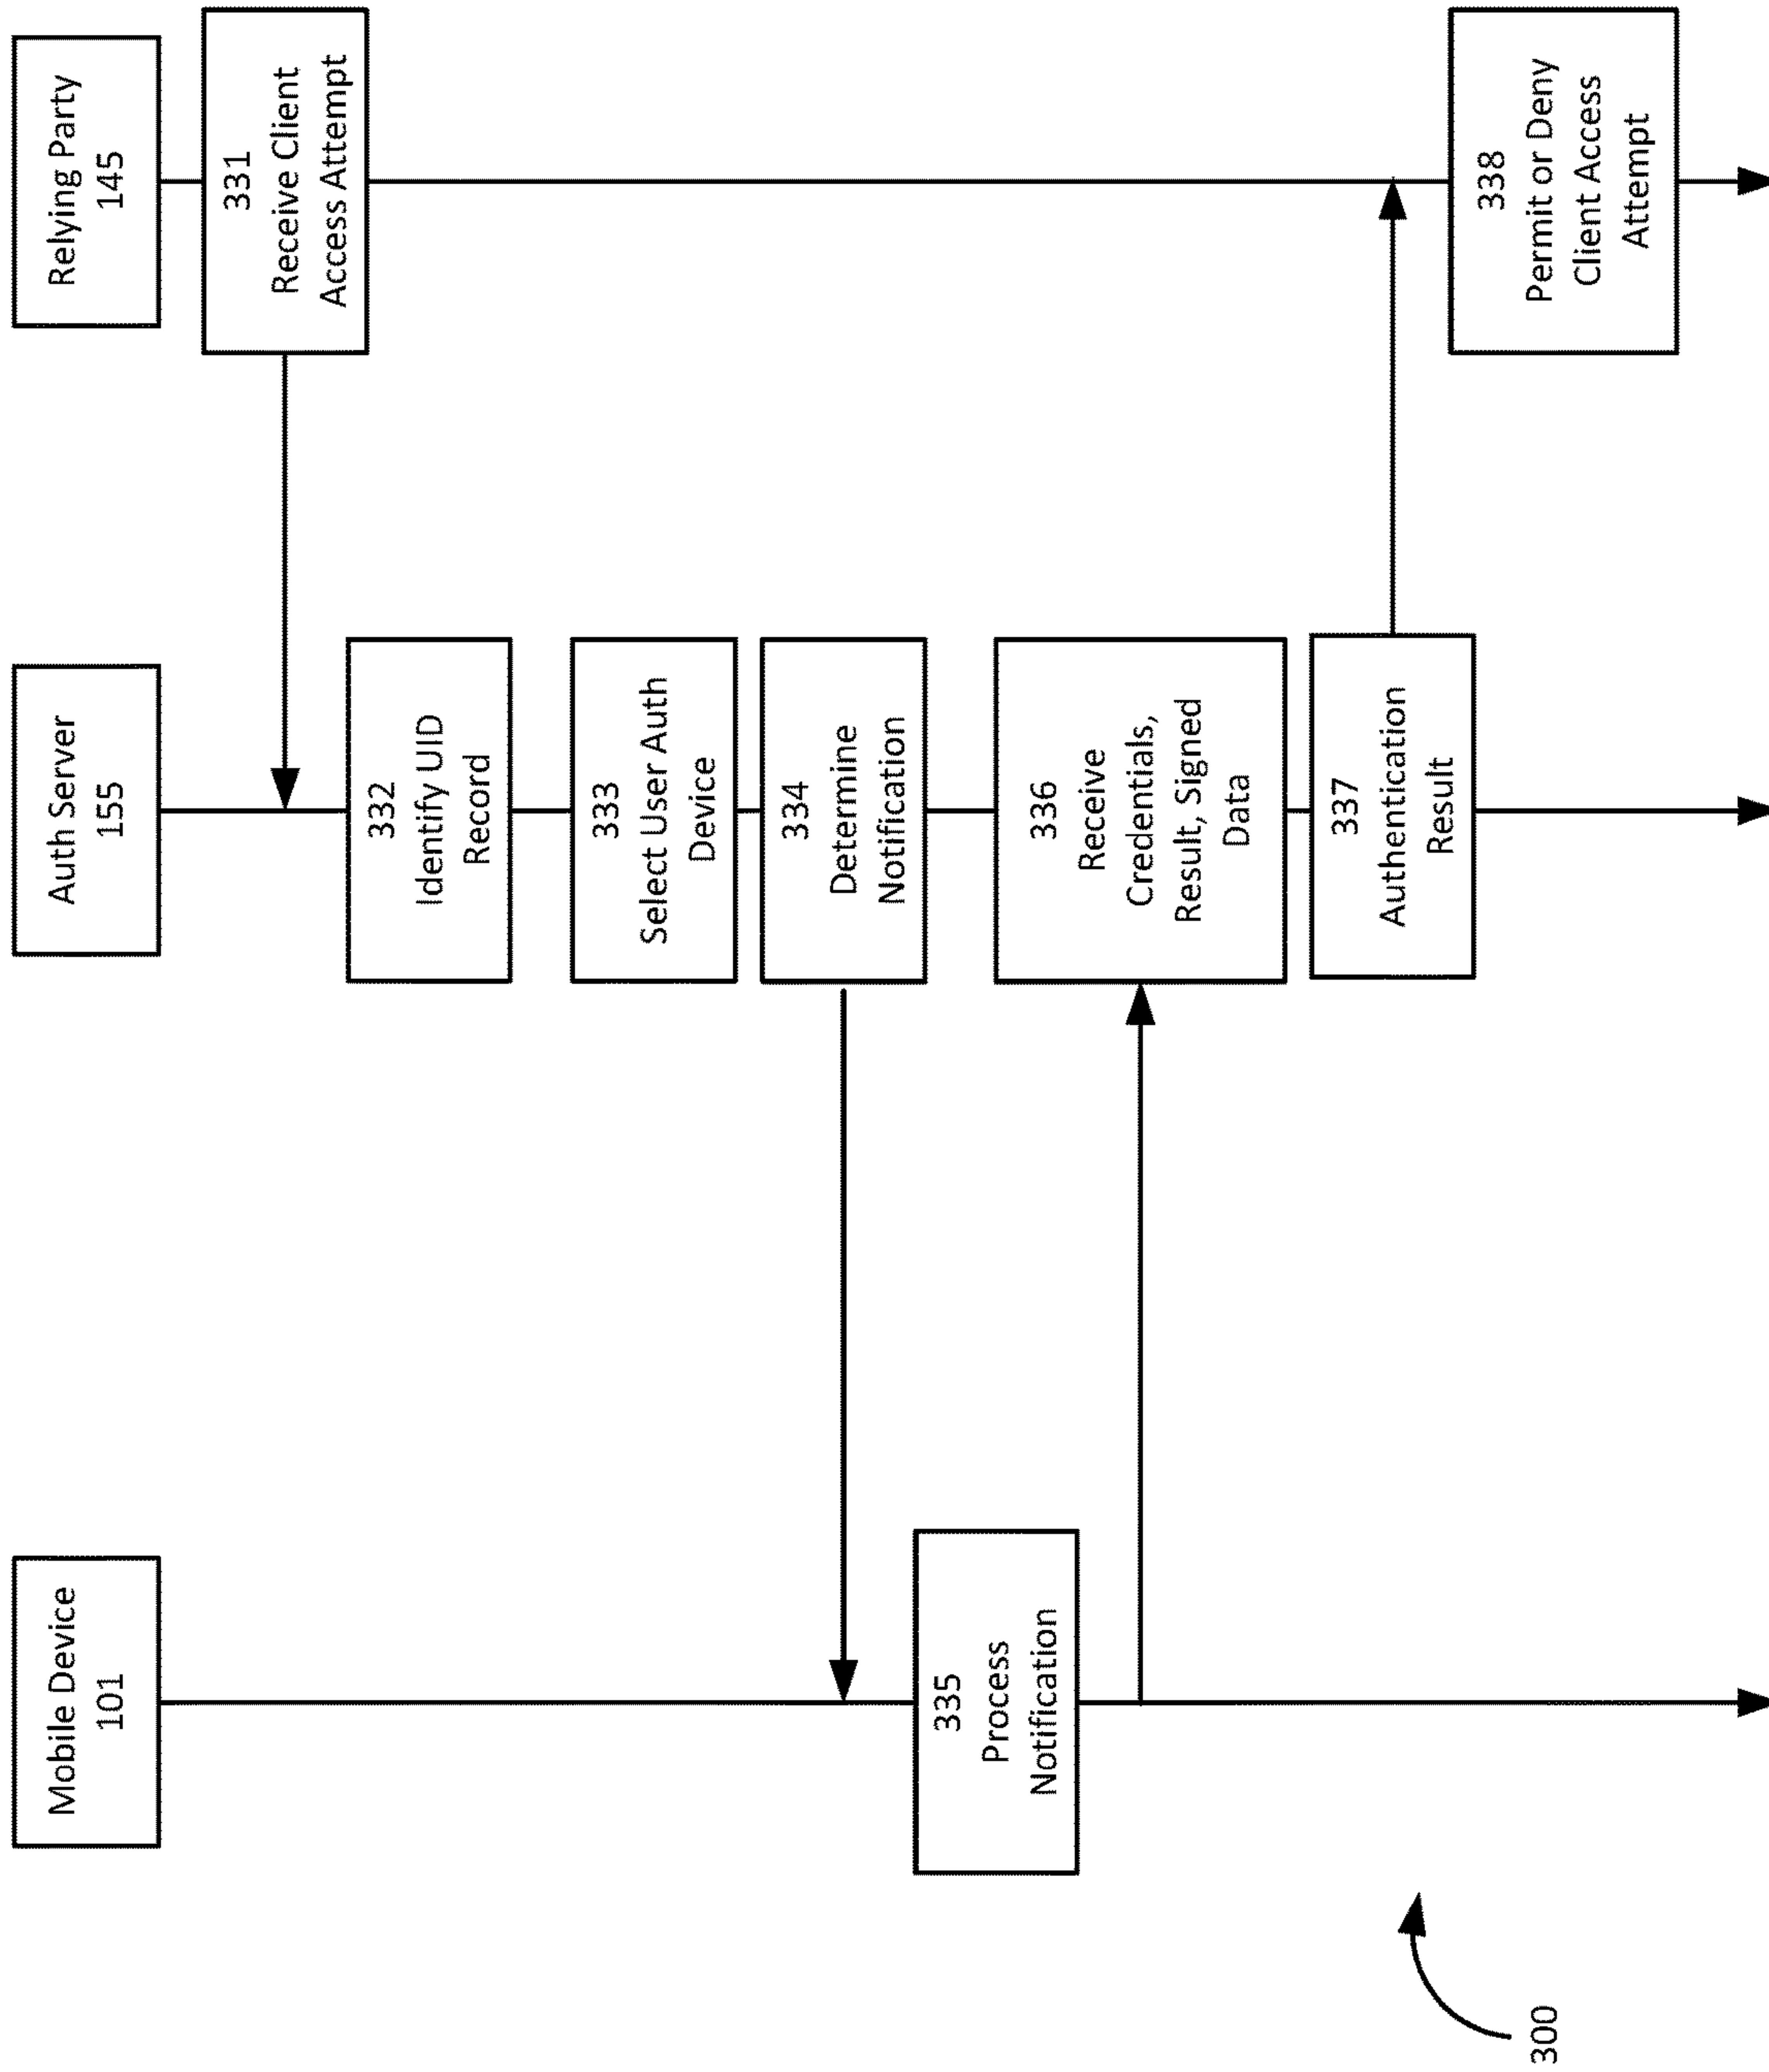 Mobile Device
101
Auth Server
155
Relying Party
145
331
Receive Client
Access Attempt
332
Identify UID
Record
333
Select User Auth
Device
334
Determine
Notification
335
Process
Notification
336
Receive
Credentials,
Result, Signed
Data
337
Authentication
Result
338
Permit or Deny
Client Access
Attempt
300